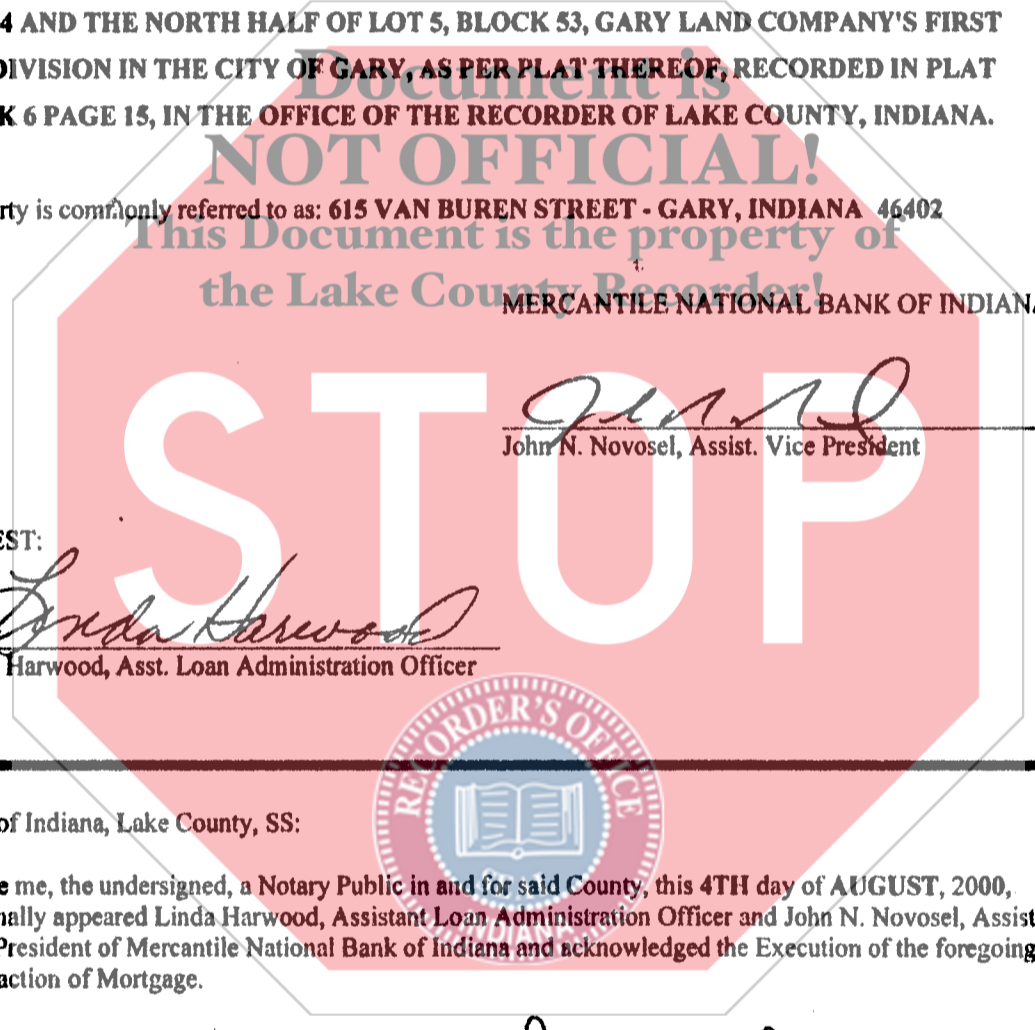 4 AND THE NORTH HALF OF LOT 5, BLOCK 53, GARY LAND COMPANY'S FIRST
DIVISION IN THE CITY OF GARY, AS PER PLAT THEREOF, RECORDED IN PLAT
K 6 PAGE 15, IN THE OFFICE OF THE RECORDER OF LAKE COUNTY, INDIANA.
Document is
NOT OFFICIAL!
rty is commonly referred to as: 615 VAN BUREN STREET - GARY, INDIANA 46402
This Document is the property of
the Lake County Recorder!
MERCANTILE NATIONAL BANK OF INDIANA
STOP
John N. Novosel, Assist. Vice President
EST:
Linda Harwood
Harwood, Asst. Loan Administration Officer
RECORDER'S OFFICE
of Indiana, Lake County, SS:
e me, the undersigned, a Notary Public in and for said County, this 4TH day of AUGUST, 2000,
nally appeared Linda Harwood, Assistant Loan Administration Officer and John N. Novosel, Assist
President of Mercantile National Bank of Indiana and acknowledged the Execution of the foregoing
action of Mortgage.
SEAL
INDIANA